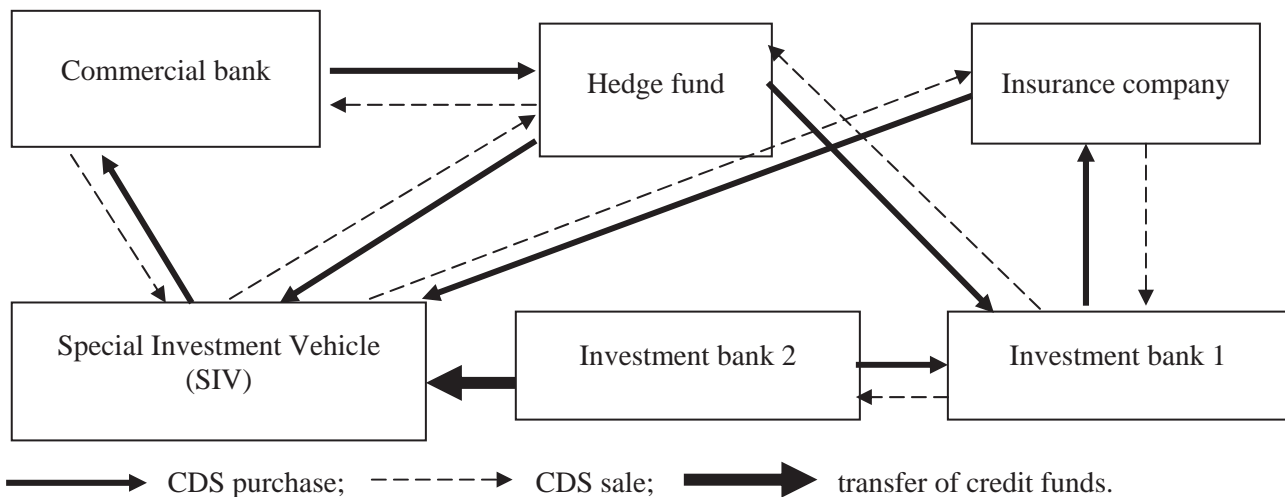 Commercial bank
Hedge fund
Insurance company
Special Investment Vehicle
(SIV)
Investment bank 2
Investment bank 1
CDS purchase;
CDS sale;
transfer of credit funds.